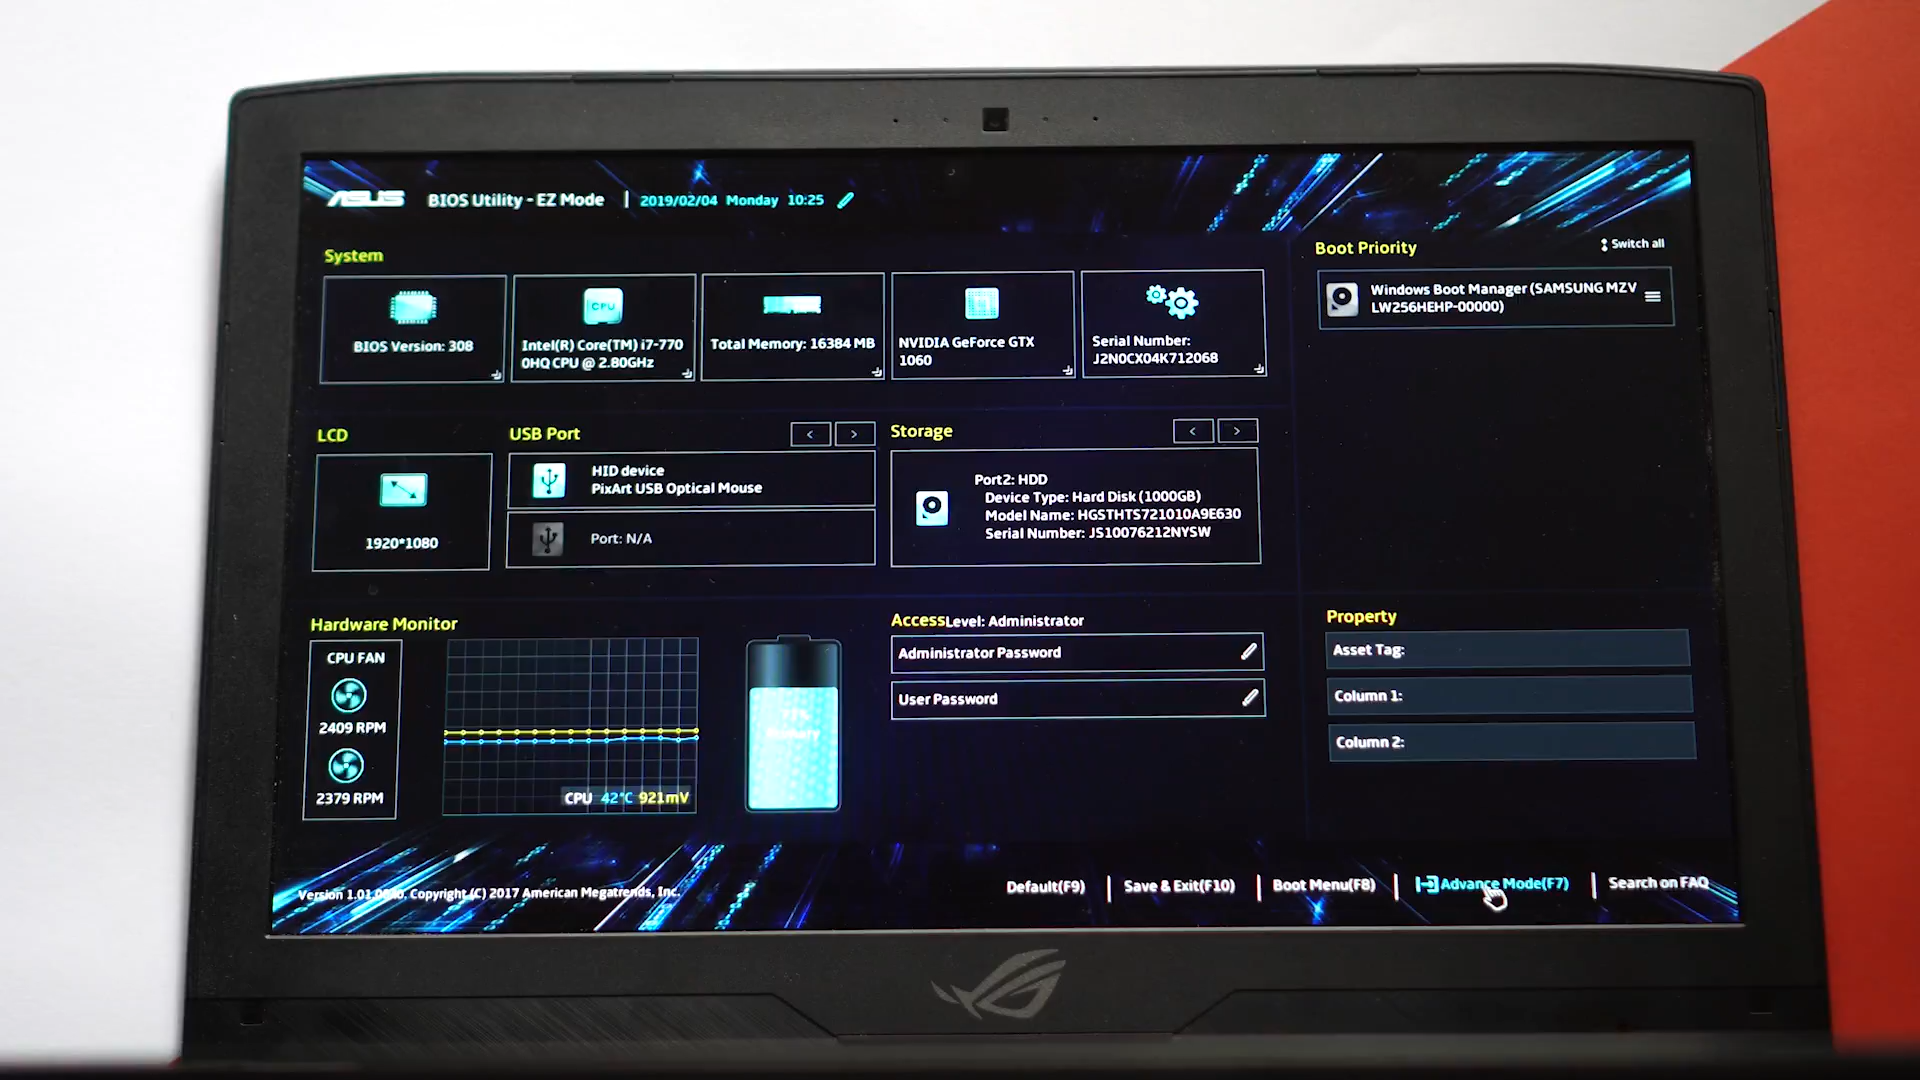 ASUS
BIOS Utility - EZ Mode
2019/02/04 Monday 10:25
System
BIOS Version: 308
Intel(R) Core(TM) i7-770
0HQ CPU @ 2.80GHz
CPU
Total Memory: 16384 MB
NVIDIA GeForce GTX
1060
Serial Number:
J2N0CX04K712068
Boot Priority
Switch all
Windows Boot Manager (SAMSUNG MZV
LW256HEHP-00000)
LCD
1920*1080
USB Port
< >
HID device
PixArt USB Optical Mouse
Port: N/A
Storage
< >
Port2: HDD
Device Type: Hard Disk (1000GB)
Model Name: HGSTHTS721010A9E630
Serial Number: JS10076212NYSW
Hardware Monitor
CPU FAN
2409 RPM
2379 RPM
CPU 42°C 921mV
AccessLevel: Administrator
Administrator Password
User Password
Property
Asset Tag:
Column 1:
Column 2:
Default(F9)
Save & Exit(F10)
Boot Menu(F8)
Advance Mode(F7)
Search on FAQ
Version Copyright (C) 2017 American Megatrends, Inc.